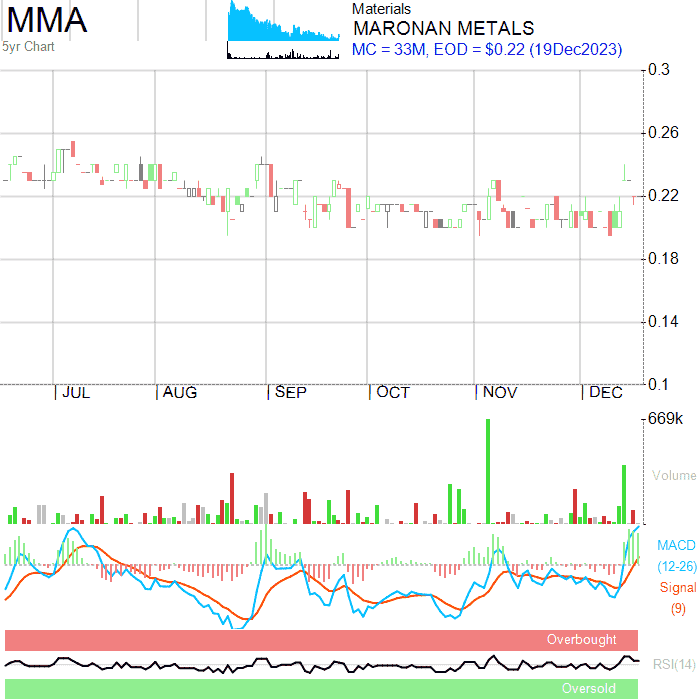 MMA
5yr Chart
Materials
MARONAN METALS
MC = 33M, EOD = $0.22 (19Dec2023)
0.3
0.26
0.22
0.18
0.14
0.1
JUL AUG SEP OCT NOV DEC
669k
Volume
MACD
(12-26)
Signal
(9)
Overbought
RSI(14)
Oversold